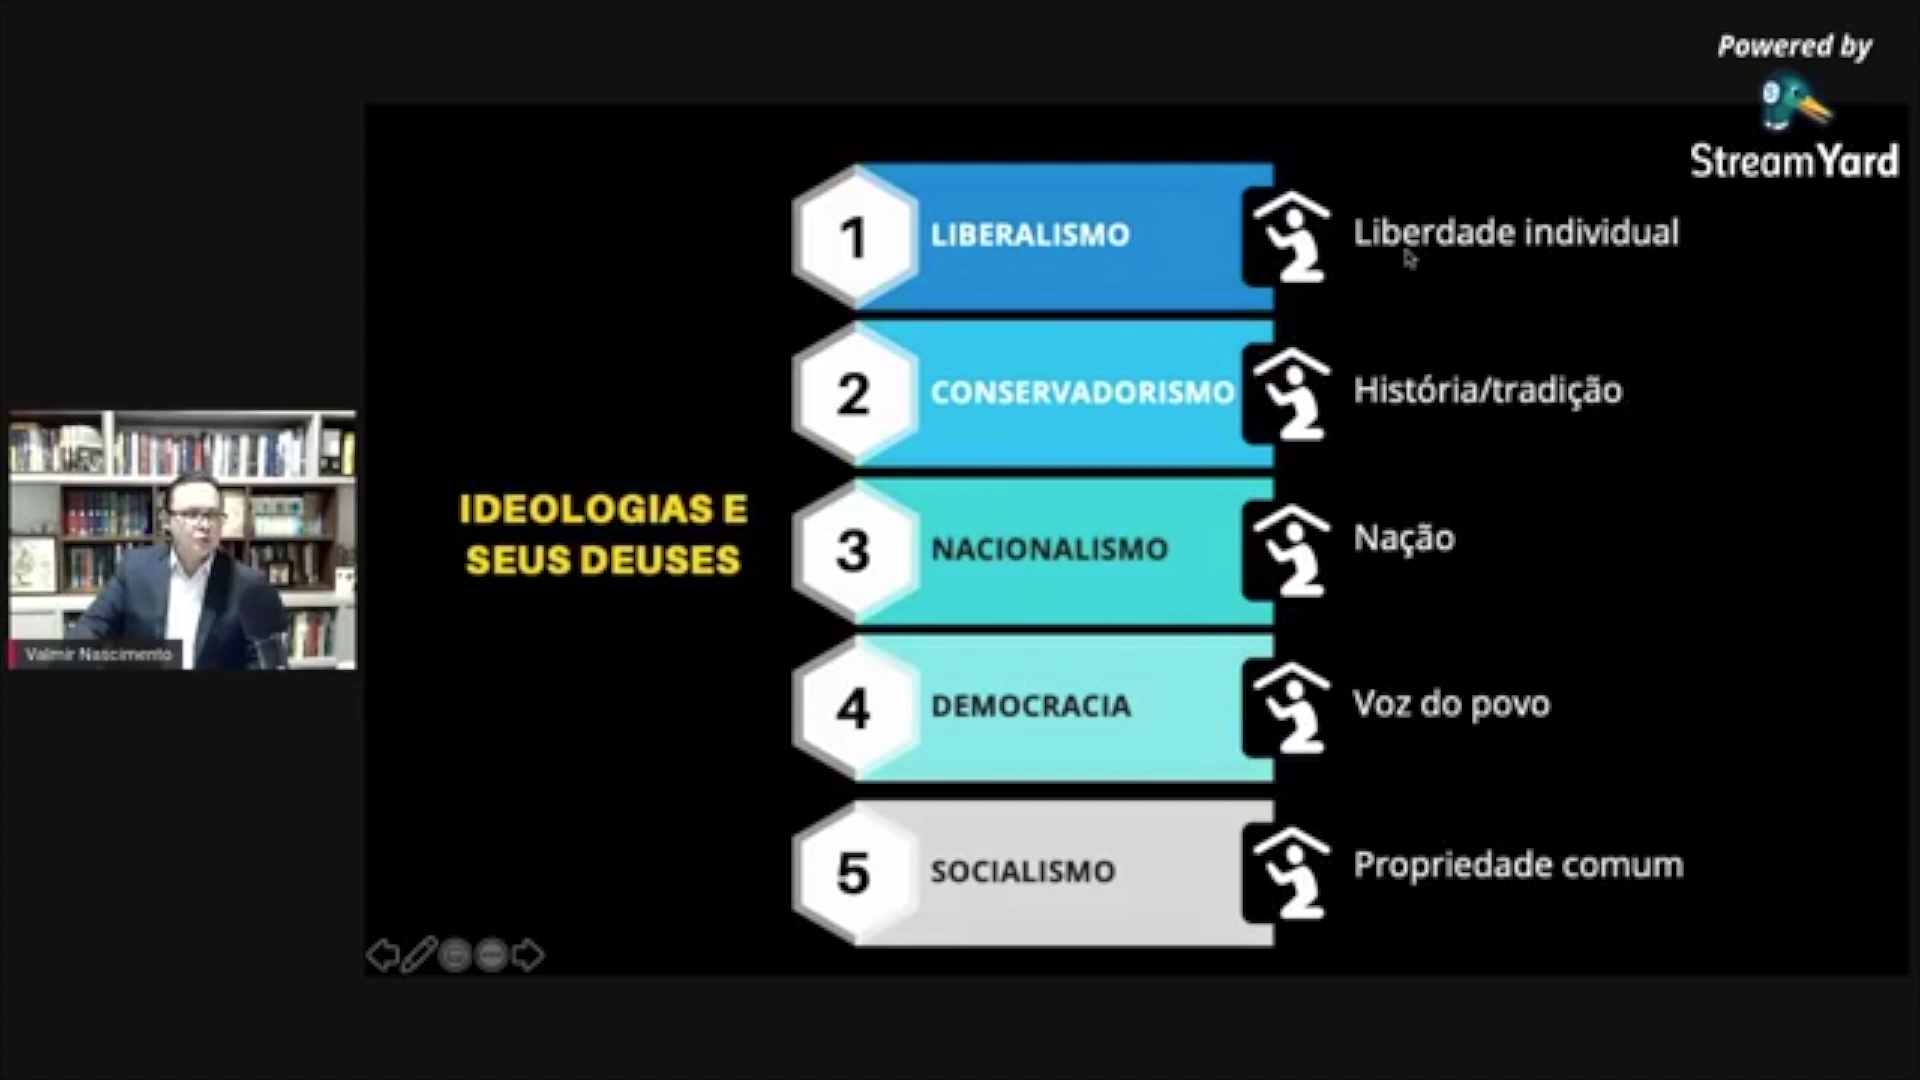 Powered by
StreamYard
IDEOLOGIAS E
SEUS DEUSES
1 LIBERALISMO Liberdade individual
2 CONSERVADORISMO História/tradição
3 NACIONALISMO Nação
4 DEMOCRACIA Voz do povo
5 SOCIALISMO Propriedade comum
Valmir Nascimento